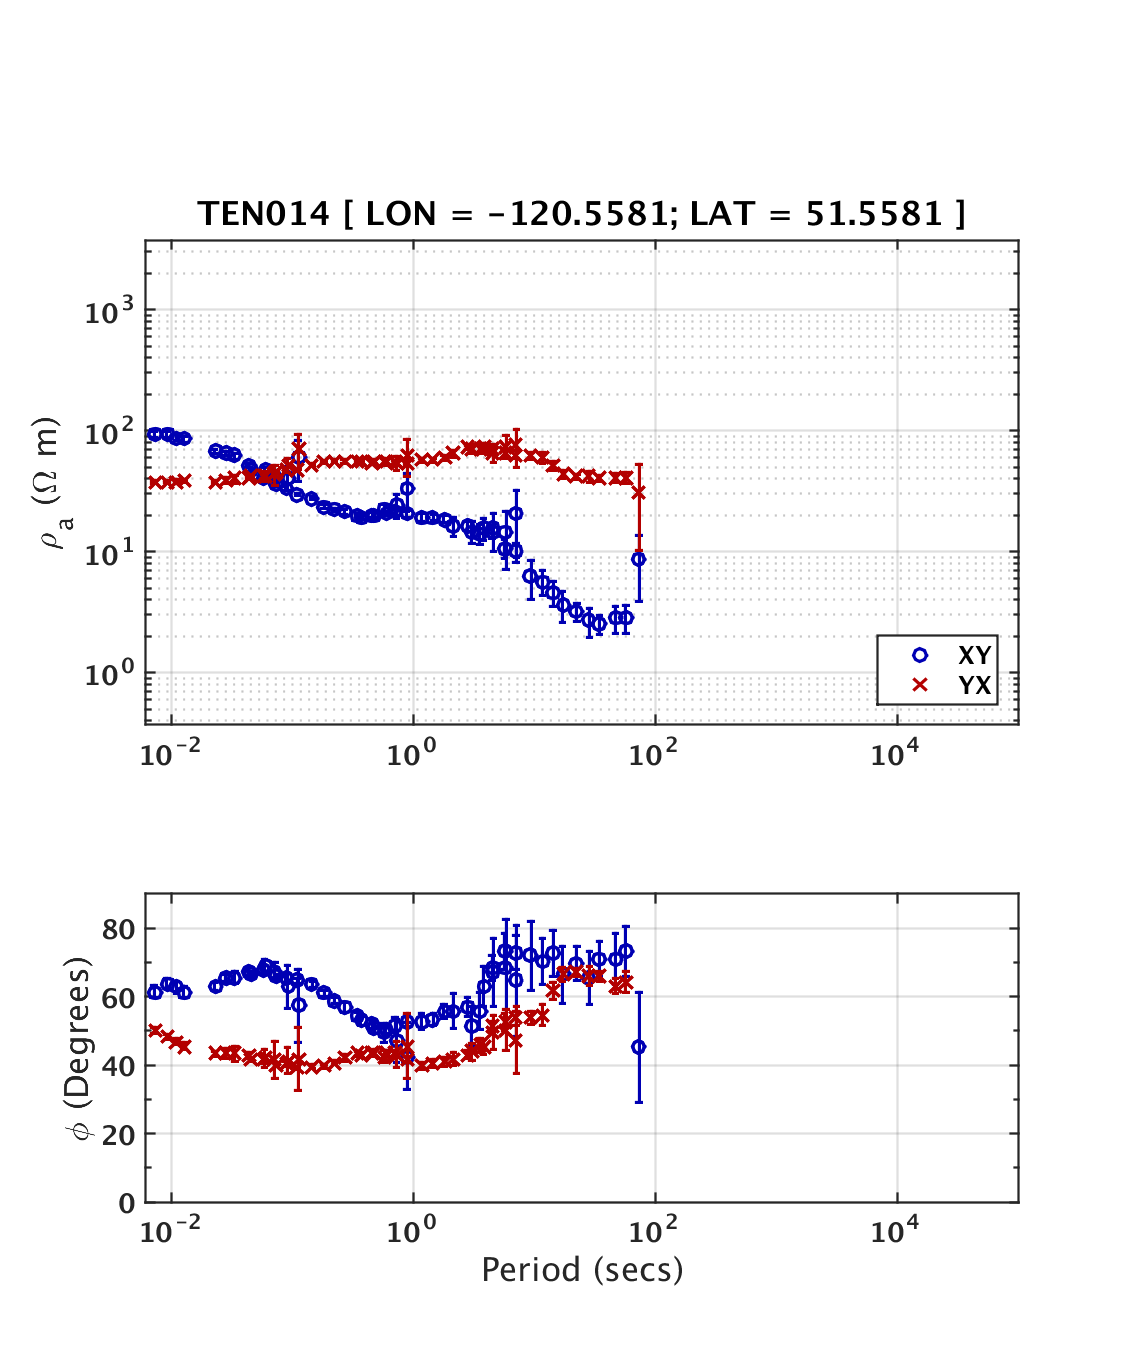 TEN014 [ LON = -120.5581; LAT = 51.5581 ]
ρa (Ω m)
10^3
10^2
10^1
10^0
XY
YX
10^-2 10^0 10^2 10^4
ϕ (Degrees)
80
60
40
20
0
10^-2 10^0 10^2 10^4
Period (secs)